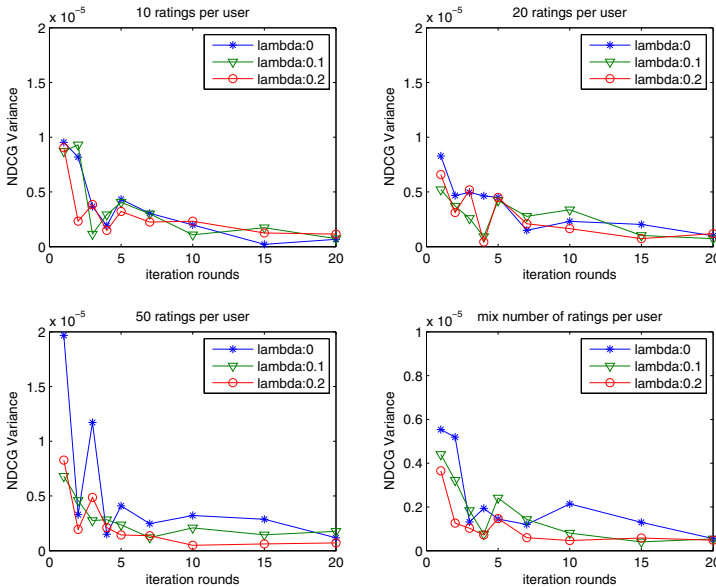 10 ratings per user
x 10^-5
2
1.5
1
0.5
0
NDCG Variance
0 5 10 15 20
iteration rounds
lambda:0
lambda:0.1
lambda:0.2
20 ratings per user
x 10^-5
2
1.5
1
0.5
0
NDCG Variance
0 5 10 15 20
iteration rounds
lambda:0
lambda:0.1
lambda:0.2
50 ratings per user
x 10^-5
2
1.5
1
0.5
0
NDCG Variance
0 5 10 15 20
iteration rounds
lambda:0
lambda:0.1
lambda:0.2
mix number of ratings per user
x 10^-5
1
0.8
0.6
0.4
0.2
0
NDCG Variance
0 5 10 15 20
iteration rounds
lambda:0
lambda:0.1
lambda:0.2